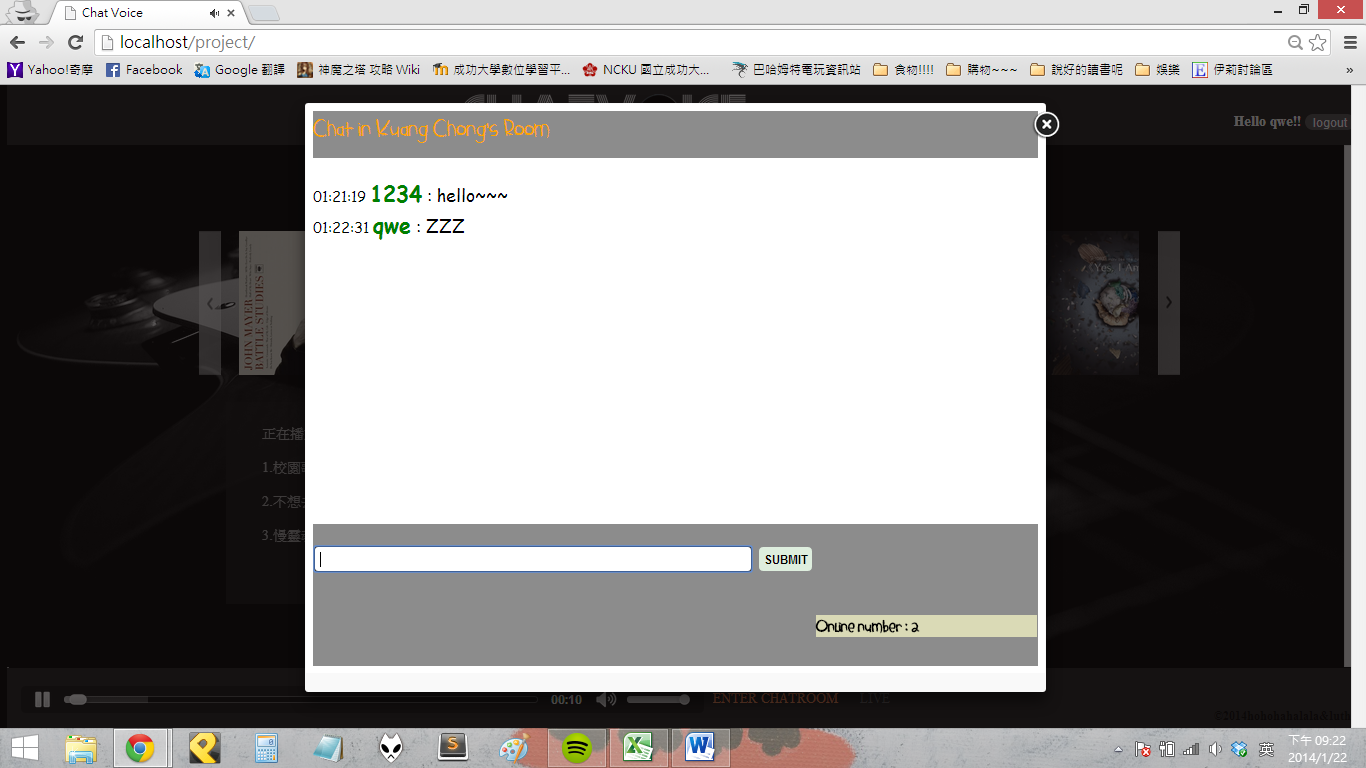 Chat Voice
localhost/project/
Yahoo!奇摩 Facebook Google 翻譯 神魔之塔 攻略 Wiki 成功大學數位學習平... NCKU 國立成功大... 巴哈姆特電玩資訊站 食物!!!! 購物~~~ 說好的讀書呢 娛樂 伊莉討論區 »
CHATVOICE
Hello qwe!! logout
Chat in Kuang Chong's Room
01:21:19 1234 : hello~~~
01:22:31 qwe : ZZZ
JOHN MAYER
BATTLE STUDIES
(Yes, I Am
正在播
1.校園
2.不想
3.慢靈
SUBMIT
Online number : 2
00:10 ENTER CHATROOM LIVE
英 下午 09:22
2014/1/22